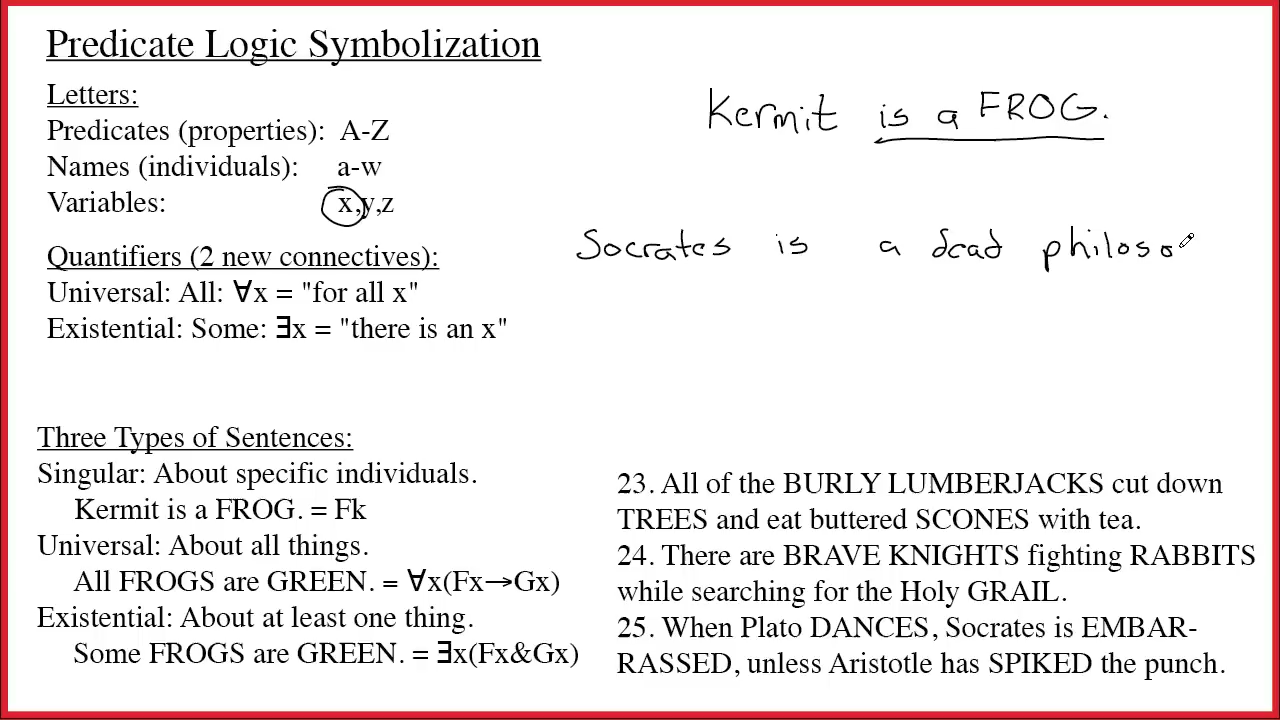 Predicate Logic Symbolization
Letters:
Predicates (properties): A-Z
Names (individuals): a-w
Variables: x,y,z
Quantifiers (2 new connectives):
Universal: All: ∀x = "for all x"
Existential: Some: ∃x = "there is an x"
Kermit is a FROG.
Socrates is a dead philoso
Three Types of Sentences:
Singular: About specific individuals.
Kermit is a FROG. = Fk
Universal: About all things.
All FROGS are GREEN. = ∀x(Fx→Gx)
Existential: About at least one thing.
Some FROGS are GREEN. = ∃x(Fx&Gx)
23. All of the BURLY LUMBERJACKS cut down
TREES and eat buttered SCONES with tea.
24. There are BRAVE KNIGHTS fighting RABBITS
while searching for the Holy GRAIL.
25. When Plato DANCES, Socrates is EMBAR-
RASSED, unless Aristotle has SPIKED the punch.